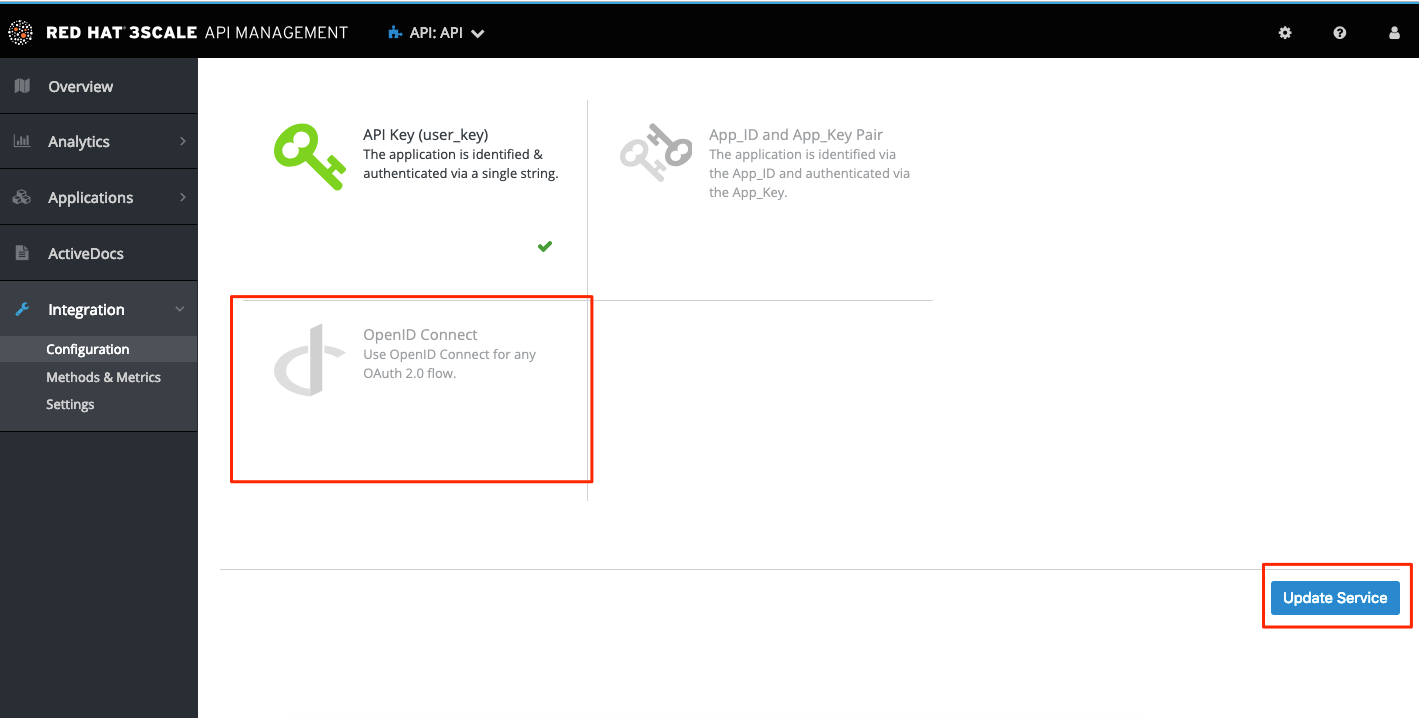 RED HAT® 3SCALE API MANAGEMENT
API: API
Overview
Analytics
Applications
ActiveDocs
Integration
Configuration
Methods & Metrics
Settings
API Key (user_key)
The application is identified &
authenticated via a single string.
App_ID and App_Key Pair
The application is identified via
the App_ID and authenticated via
the App_Key.
OpenID Connect
Use OpenID Connect for any
OAuth 2.0 flow.
Update Service